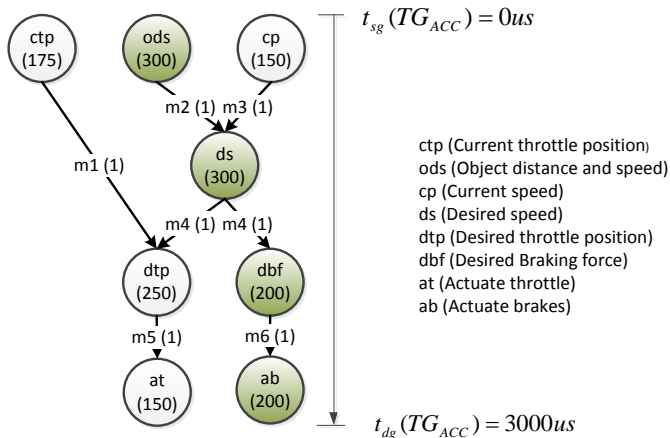 t_sg(TG_ACC) = 0us
ctp
(175)
ods
(300)
cp
(150)
m2 (1)
m3 (1)
ds
(300)
m1 (1)
m4 (1)
m4 (1)
dtp
(250)
dbf
(200)
m5 (1)
m6 (1)
at
(150)
ab
(200)
ctp (Current throttle position)
ods (Object distance and speed)
cp (Current speed)
ds (Desired speed)
dtp (Desired throttle position)
dbf (Desired Braking force)
at (Actuate throttle)
ab (Actuate brakes)
t_dg(TG_ACC) = 3000us